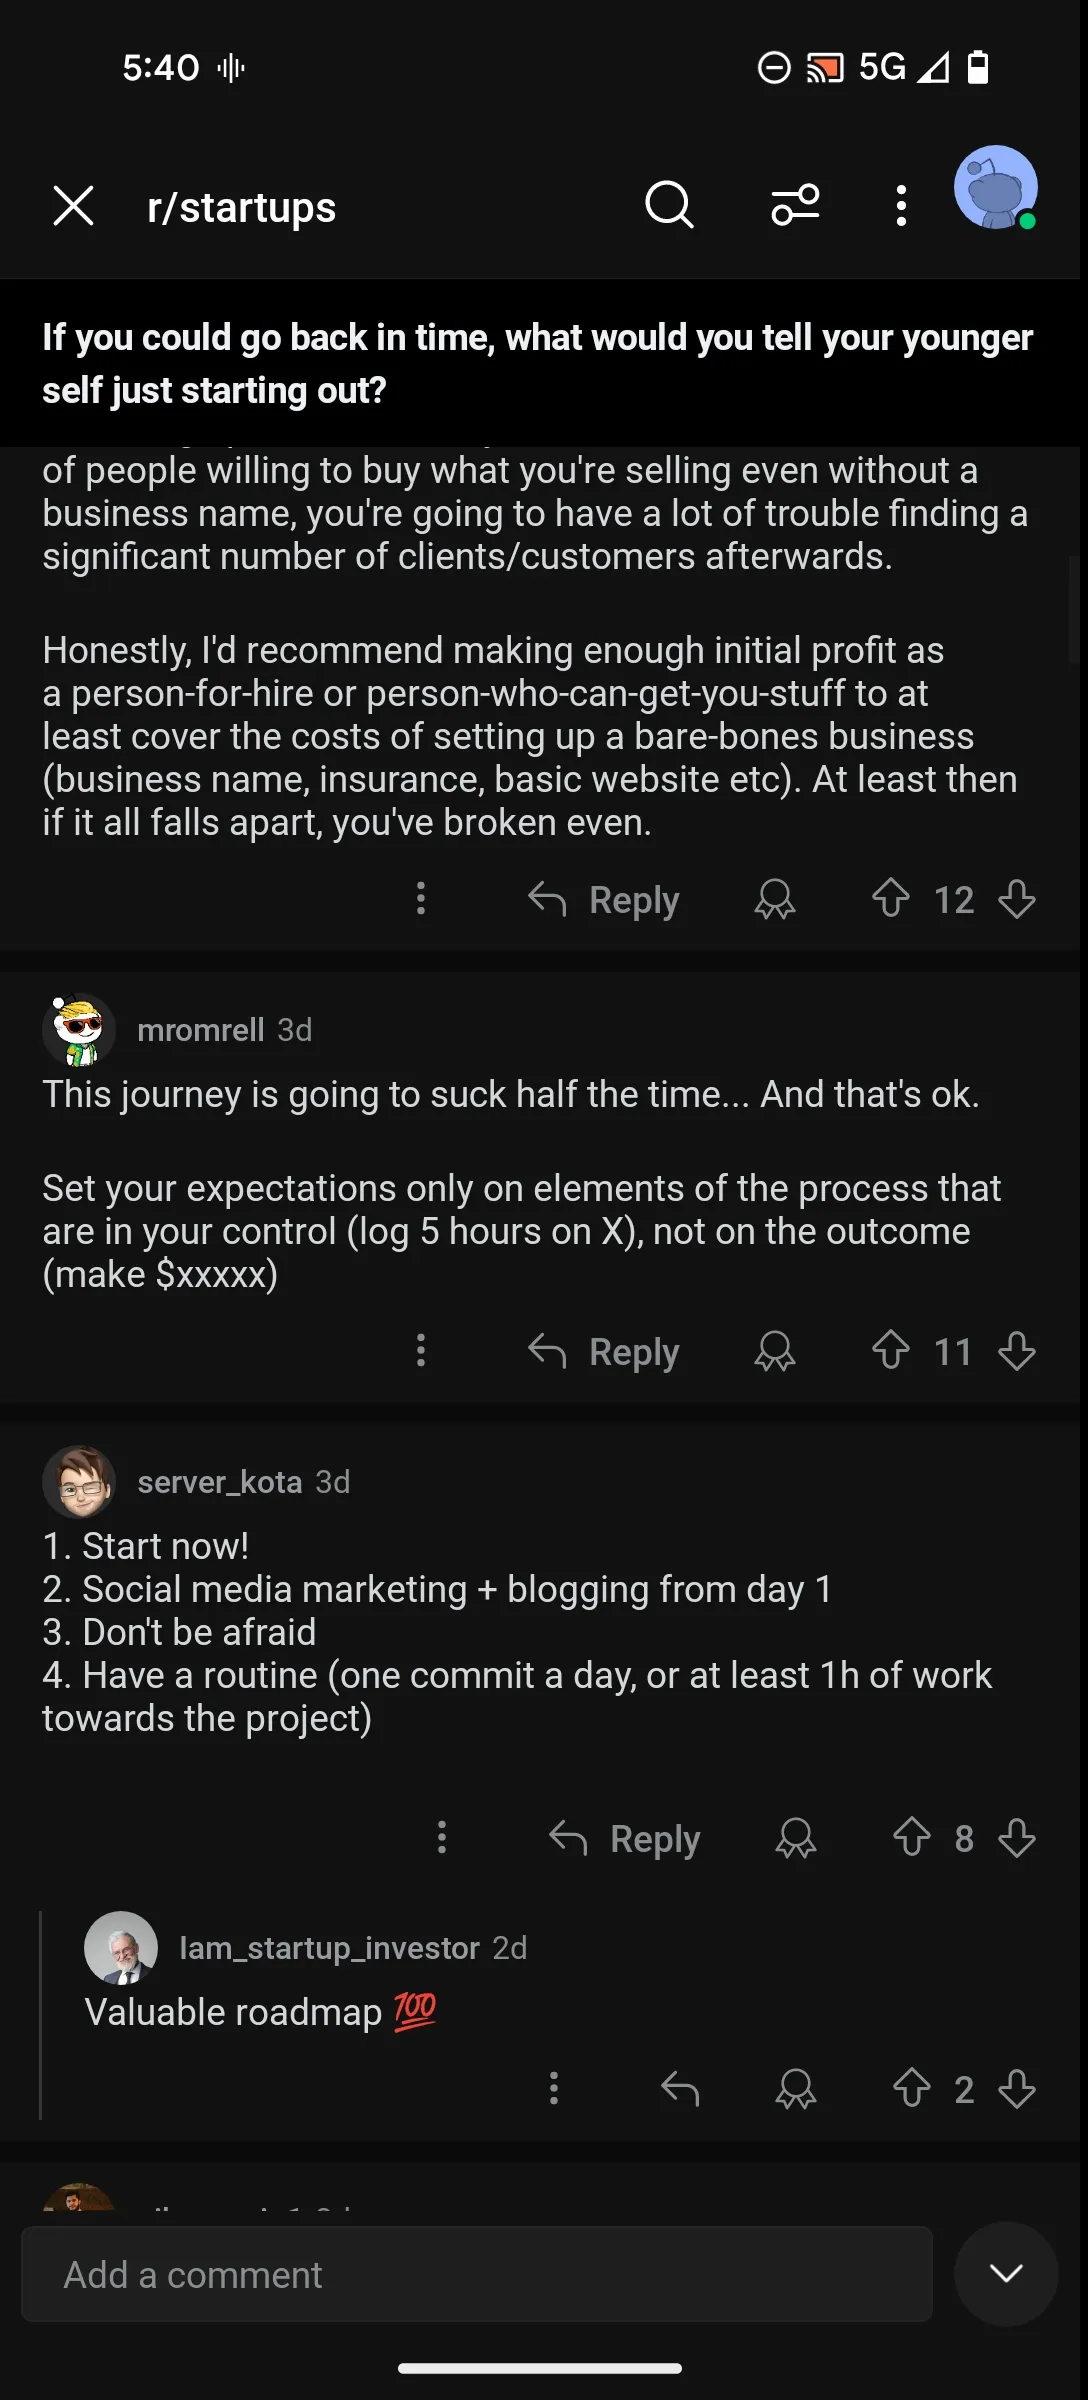 5:40
5G
r/startups
If you could go back in time, what would you tell your younger
self just starting out?
of people willing to buy what you're selling even without a
business name, you're going to have a lot of trouble finding a
significant number of clients/customers afterwards.
Honestly, I'd recommend making enough initial profit as
a person-for-hire or person-who-can-get-you-stuff to at
least cover the costs of setting up a bare-bones business
(business name, insurance, basic website etc). At least then
if it all falls apart, you've broken even.
Reply 12
mromrell 3d
This journey is going to suck half the time... And that's ok.
Set your expectations only on elements of the process that
are in your control (log 5 hours on X), not on the outcome
(make $xxxxx)
Reply 11
server_kota 3d
1. Start now!
2. Social media marketing + blogging from day 1
3. Don't be afraid
4. Have a routine (one commit a day, or at least 1h of work
towards the project)
Reply 8
Iam_startup_investor 2d
Valuable roadmap 💯
2
Add a comment